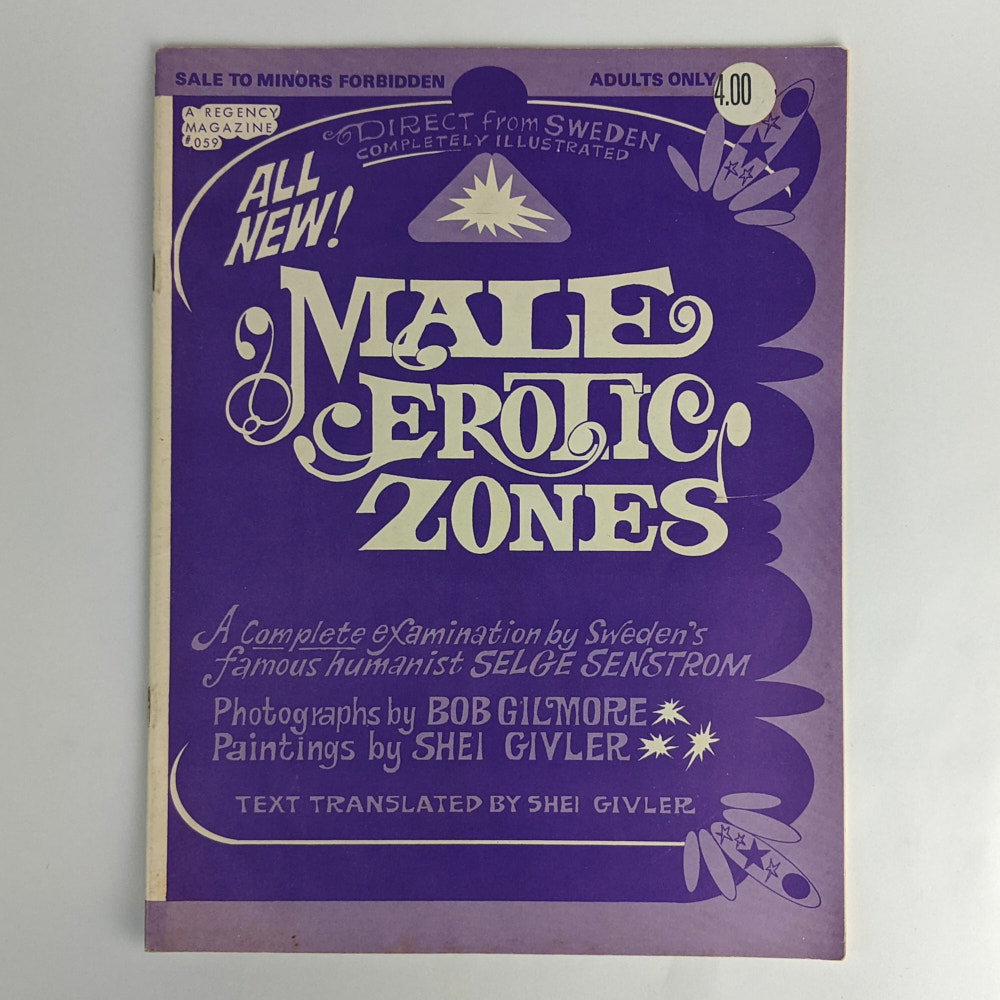 SALE TO MINORS FORBIDDEN
ADULTS ONLY
4.00
A REGENCY
MAGAZINE
#059
DIRECT from SWEDEN
COMPLETELY ILLUSTRATED
ALL
NEW!
MALE
EROTIC
ZONES
A Complete examination by Sweden's
famous humanist SELGE SENSTROM
Photographs by BOB GILMORE
Paintings by SHEI GIVLER
TEXT TRANSLATED BY SHEI GIVLER